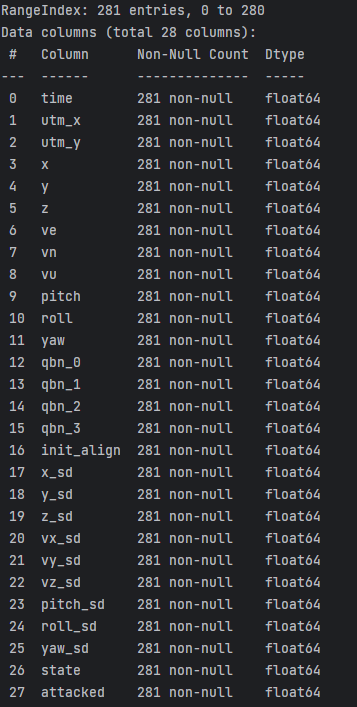 RangeIndex: 281 entries, 0 to 280
Data columns (total 28 columns):
 #   Column      Non-Null Count  Dtype
---  ------      --------------  -----
 0   time        281 non-null    float64
 1   utm_x       281 non-null    float64
 2   utm_y       281 non-null    float64
 3   x           281 non-null    float64
 4   y           281 non-null    float64
 5   z           281 non-null    float64
 6   ve          281 non-null    float64
 7   vn          281 non-null    float64
 8   vu          281 non-null    float64
 9   pitch       281 non-null    float64
 10  roll        281 non-null    float64
 11  yaw         281 non-null    float64
 12  qbn_0       281 non-null    float64
 13  qbn_1       281 non-null    float64
 14  qbn_2       281 non-null    float64
 15  qbn_3       281 non-null    float64
 16  init_align  281 non-null    float64
 17  x_sd        281 non-null    float64
 18  y_sd        281 non-null    float64
 19  z_sd        281 non-null    float64
 20  vx_sd       281 non-null    float64
 21  vy_sd       281 non-null    float64
 22  vz_sd       281 non-null    float64
 23  pitch_sd    281 non-null    float64
 24  roll_sd     281 non-null    float64
 25  yaw_sd      281 non-null    float64
 26  state       281 non-null    float64
 27  attacked    281 non-null    float64